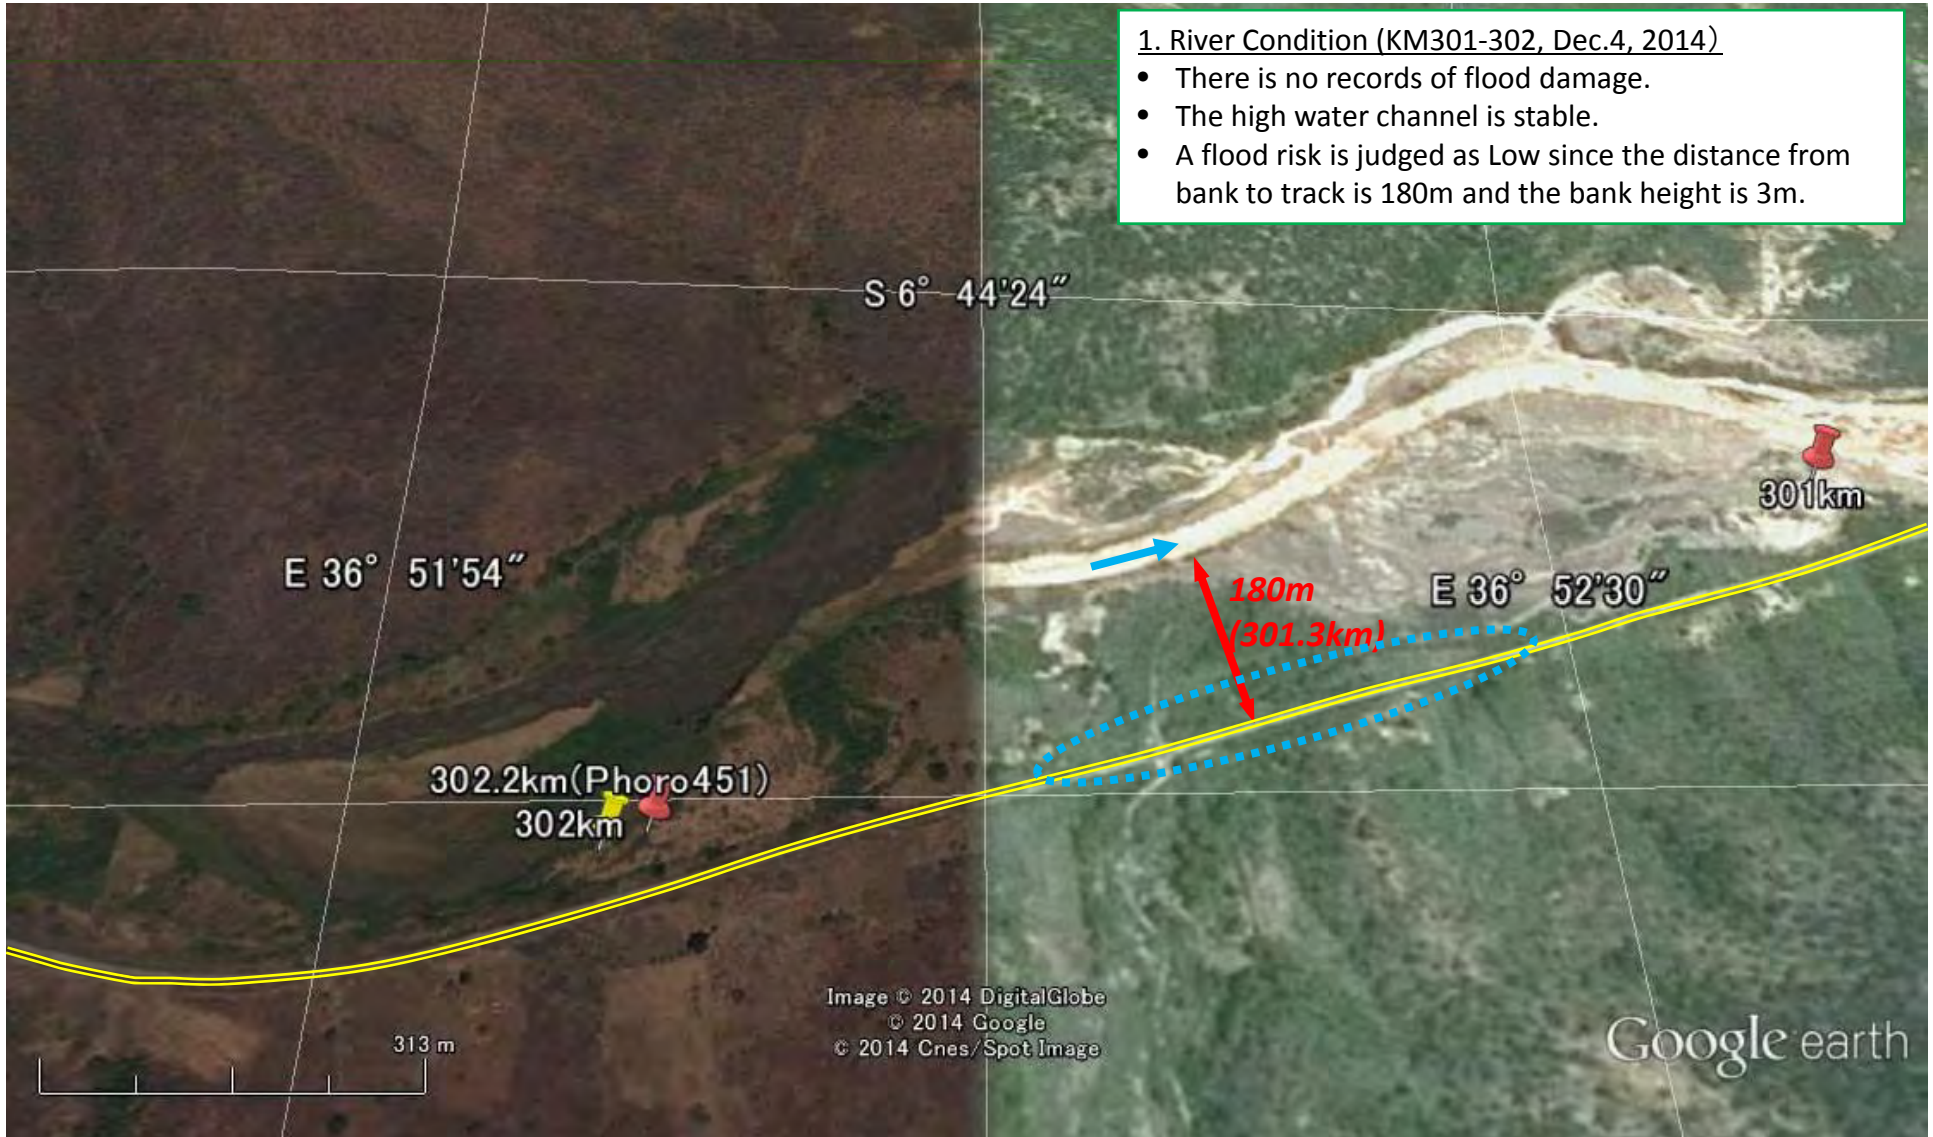 1. River Condition (KM301-302, Dec.4, 2014）
• There is no records of flood damage.
• The high water channel is stable.
• A flood risk is judged as Low since the distance from
bank to track is 180m and the bank height is 3m.
S 6° 44'24″
301km
E 36° 51'54″
180m
(301.3km)
E 36° 52'30″
302.2km(Phoro451)
302km
Image © 2014 DigitalGlobe
© 2014 Google
© 2014 Cnes/Spot Image
313 m
Google earth